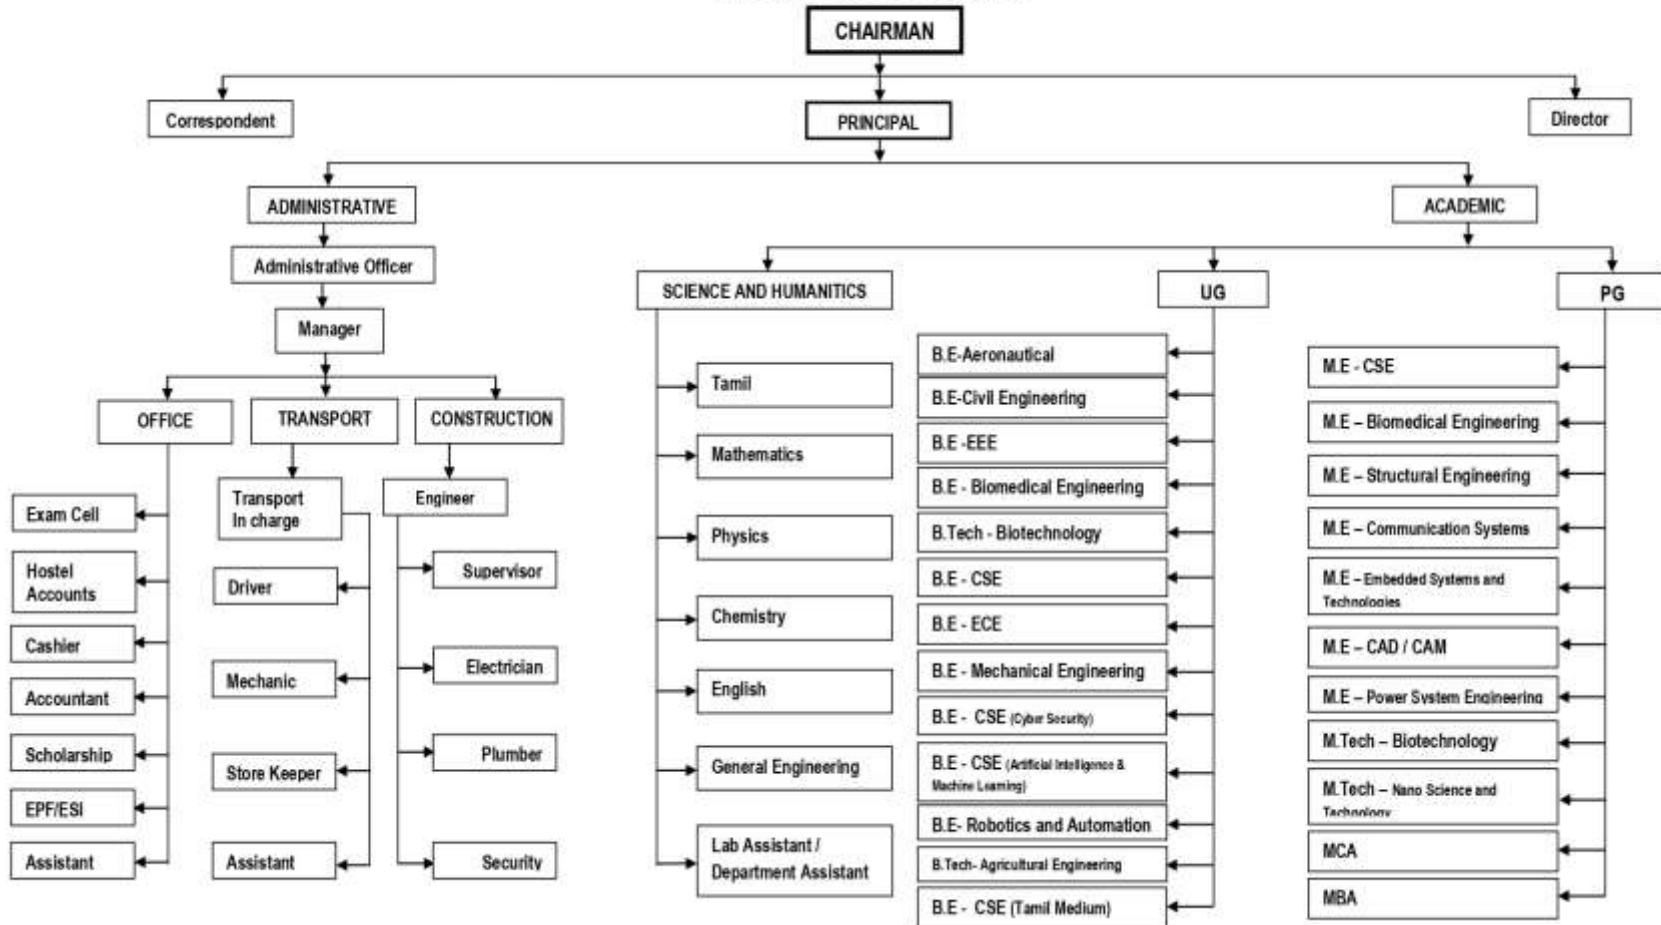 CHAIRMAN
Correspondent
PRINCIPAL
Director
ADMINISTRATIVE
ACADEMIC
Administrative Officer
Manager
OFFICE
TRANSPORT
CONSTRUCTION
Exam Cell
Hostel
Accounts
Cashier
Accountant
Scholarship
EPF/ESI
Assistant
Transport
In charge
Driver
Mechanic
Store Keeper
Assistant
Engineer
Supervisor
Electrician
Plumber
Security
SCIENCE AND HUMANITICS
Tamil
Mathematics
Physics
Chemistry
English
General Engineering
Lab Assistant /
Department Assistant
UG
B.E-Aeronautical
B.E-Civil Engineering
B.E -EEE
B.E - Biomedical Engineering
B.Tech - Biotechnology
B.E - CSE
B.E - ECE
B.E - Mechanical Engineering
B.E - CSE (Cyber Security)
B.E - CSE (Artificial Intelligence &
Machine Learning)
B.E- Robotics and Automation
B.Tech- Agricultural Engineering
B.E - CSE (Tamil Medium)
PG
M.E - CSE
M.E – Biomedical Engineering
M.E – Structural Engineering
M.E – Communication Systems
M.E – Embedded Systems and
Technologies
M.E – CAD / CAM
M.E – Power System Engineering
M.Tech – Biotechnology
M.Tech – Nano Science and
Technology
MCA
MBA